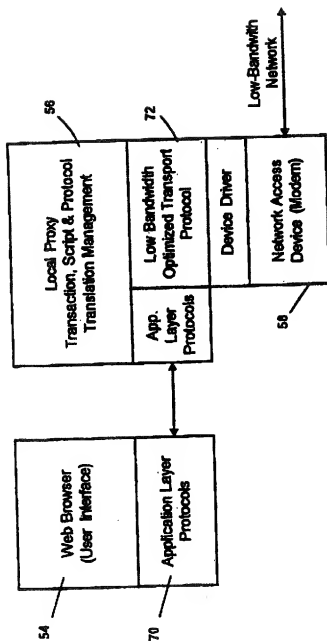 54
Web Browser
(User Interface)
Application Layer
Protocols
70
56
Local Proxy
Transaction, Script & Protocol
Translation Management
App.
Layer
Protocols
Low Bandwidth
Optimized Transport
Protocol
72
Device Driver
Network Access
Device (Modem)
58
Low-Bandwith
Network